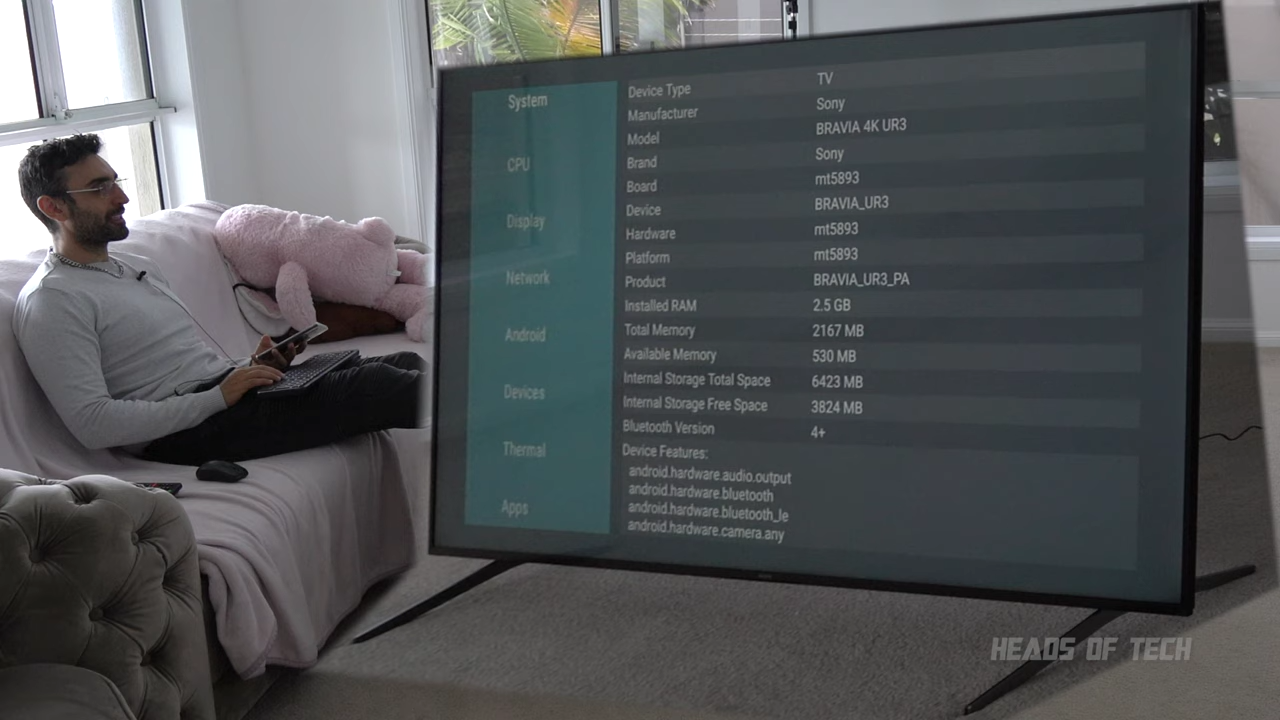 System
CPU
Display
Network
Android
Devices
Thermal
Apps
Device Type TV
Manufacturer Sony
Model BRAVIA 4K UR3
Brand Sony
Board mt5893
Device BRAVIA_UR3
Hardware mt5893
Platform mt5893
Product BRAVIA_UR3_PA
Installed RAM 2.5 GB
Total Memory 2167 MB
Available Memory 530 MB
Internal Storage Total Space 6423 MB
Internal Storage Free Space 3824 MB
Bluetooth Version 4+
Device Features:
android.hardware.audio.output
android.hardware.bluetooth
android.hardware.bluetooth_le
android.hardware.camera.any
HEADS OF TECH